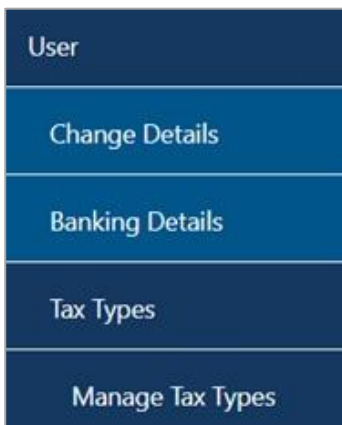 User
Change Details
Banking Details
Tax Types
Manage Tax Types